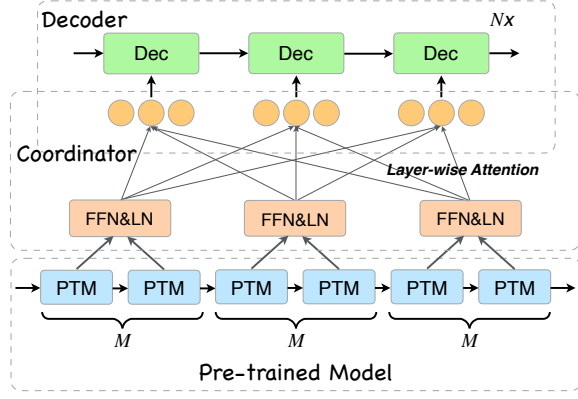 Decoder
Nx
Dec Dec Dec
Coordinator
Layer-wise Attention
FFN&LN FFN&LN FFN&LN
PTM PTM PTM PTM PTM PTM
M M M
Pre-trained Model